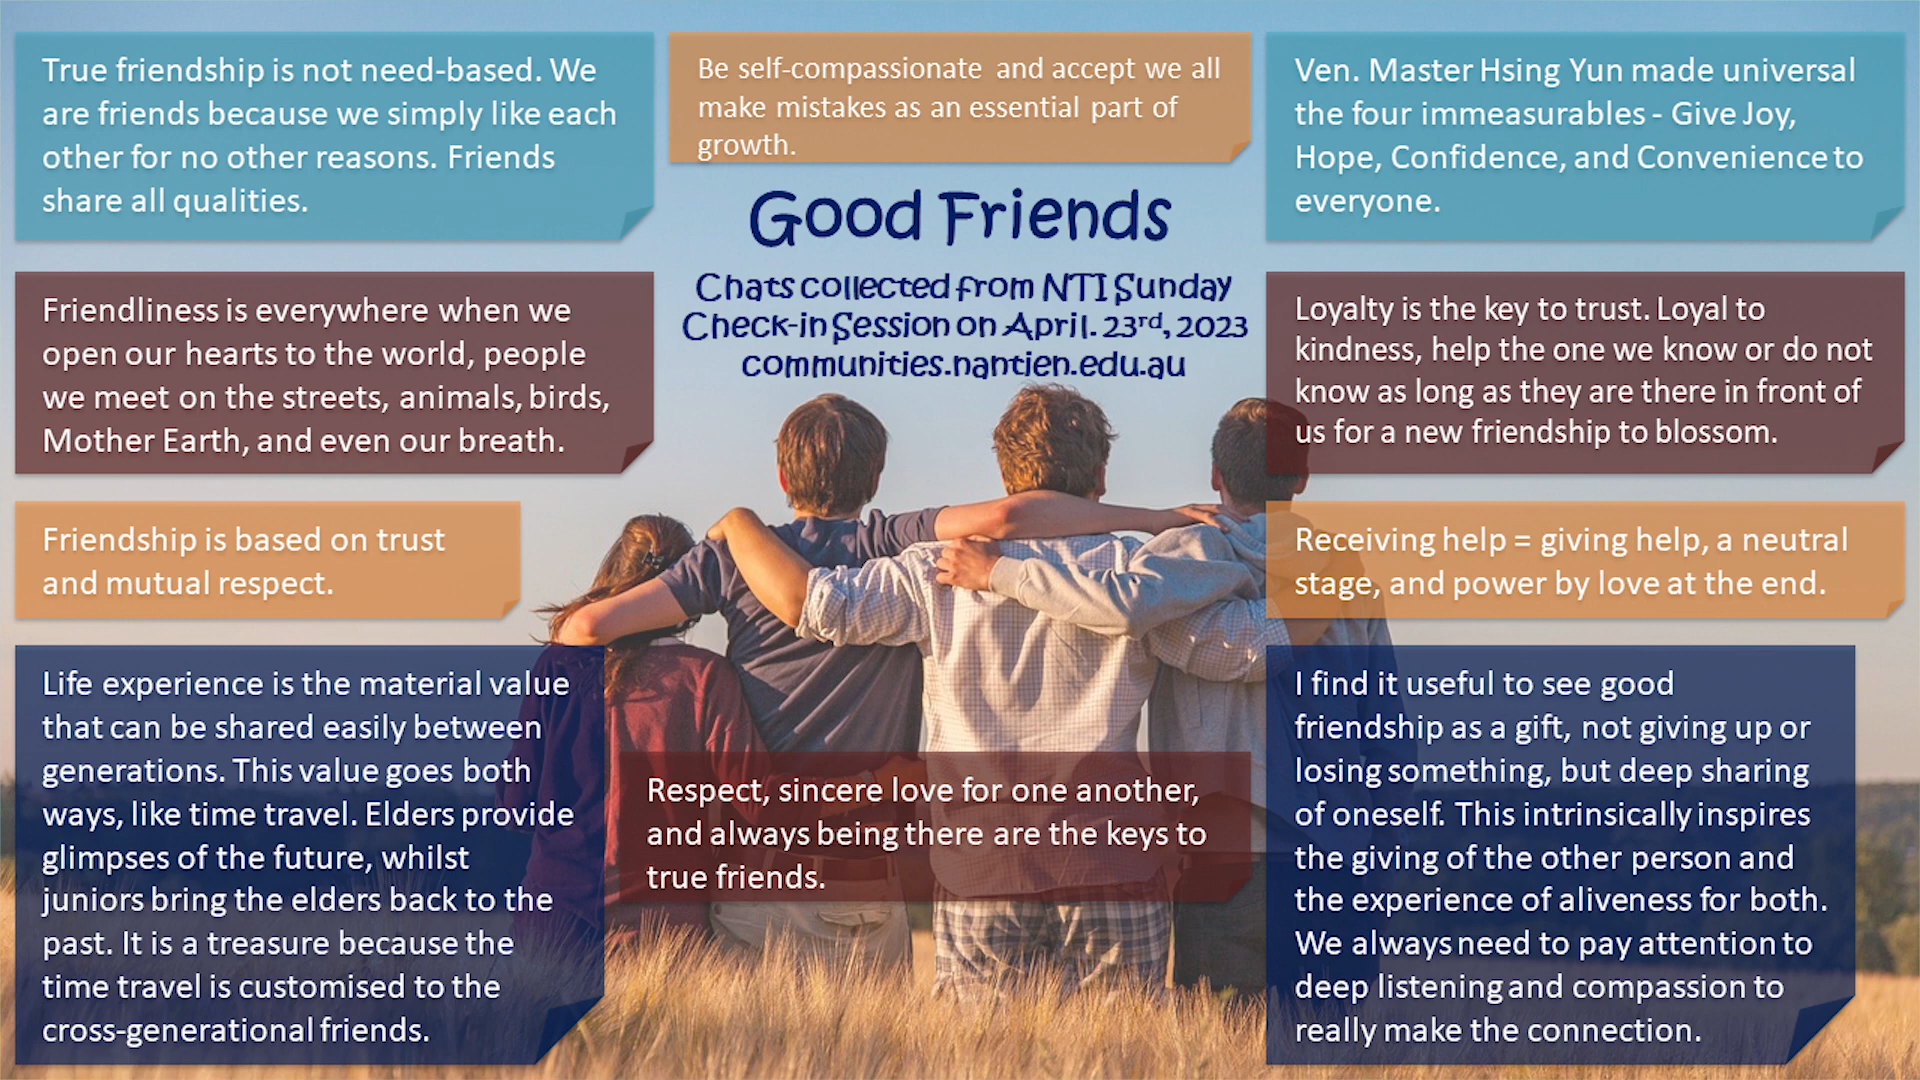 True friendship is not need-based. We
are friends because we simply like each
other for no other reasons. Friends
share all qualities.
Be self-compassionate and accept we all
make mistakes as an essential part of
growth.
Ven. Master Hsing Yun made universal
the four immeasurables - Give Joy,
Hope, Confidence, and Convenience to
everyone.
Good Friends
Chats collected from NTI Sunday
Check-in Session on April. 23rd, 2023
communities.nantien.edu.au
Friendliness is everywhere when we
open our hearts to the world, people
we meet on the streets, animals, birds,
Mother Earth, and even our breath.
Loyalty is the key to trust. Loyal to
kindness, help the one we know or do not
know as long as they are there in front of
us for a new friendship to blossom.
Friendship is based on trust
and mutual respect.
Receiving help = giving help, a neutral
stage, and power by love at the end.
Life experience is the material value
that can be shared easily between
generations. This value goes both
ways, like time travel. Elders provide
glimpses of the future, whilst
juniors bring the elders back to the
past. It is a treasure because the
time travel is customised to the
cross-generational friends.
Respect, sincere love for one another,
and always being there are the keys to
true friends.
I find it useful to see good
friendship as a gift, not giving up or
losing something, but deep sharing
of oneself. This intrinsically inspires
the giving of the other person and
the experience of aliveness for both.
We always need to pay attention to
deep listening and compassion to
really make the connection.